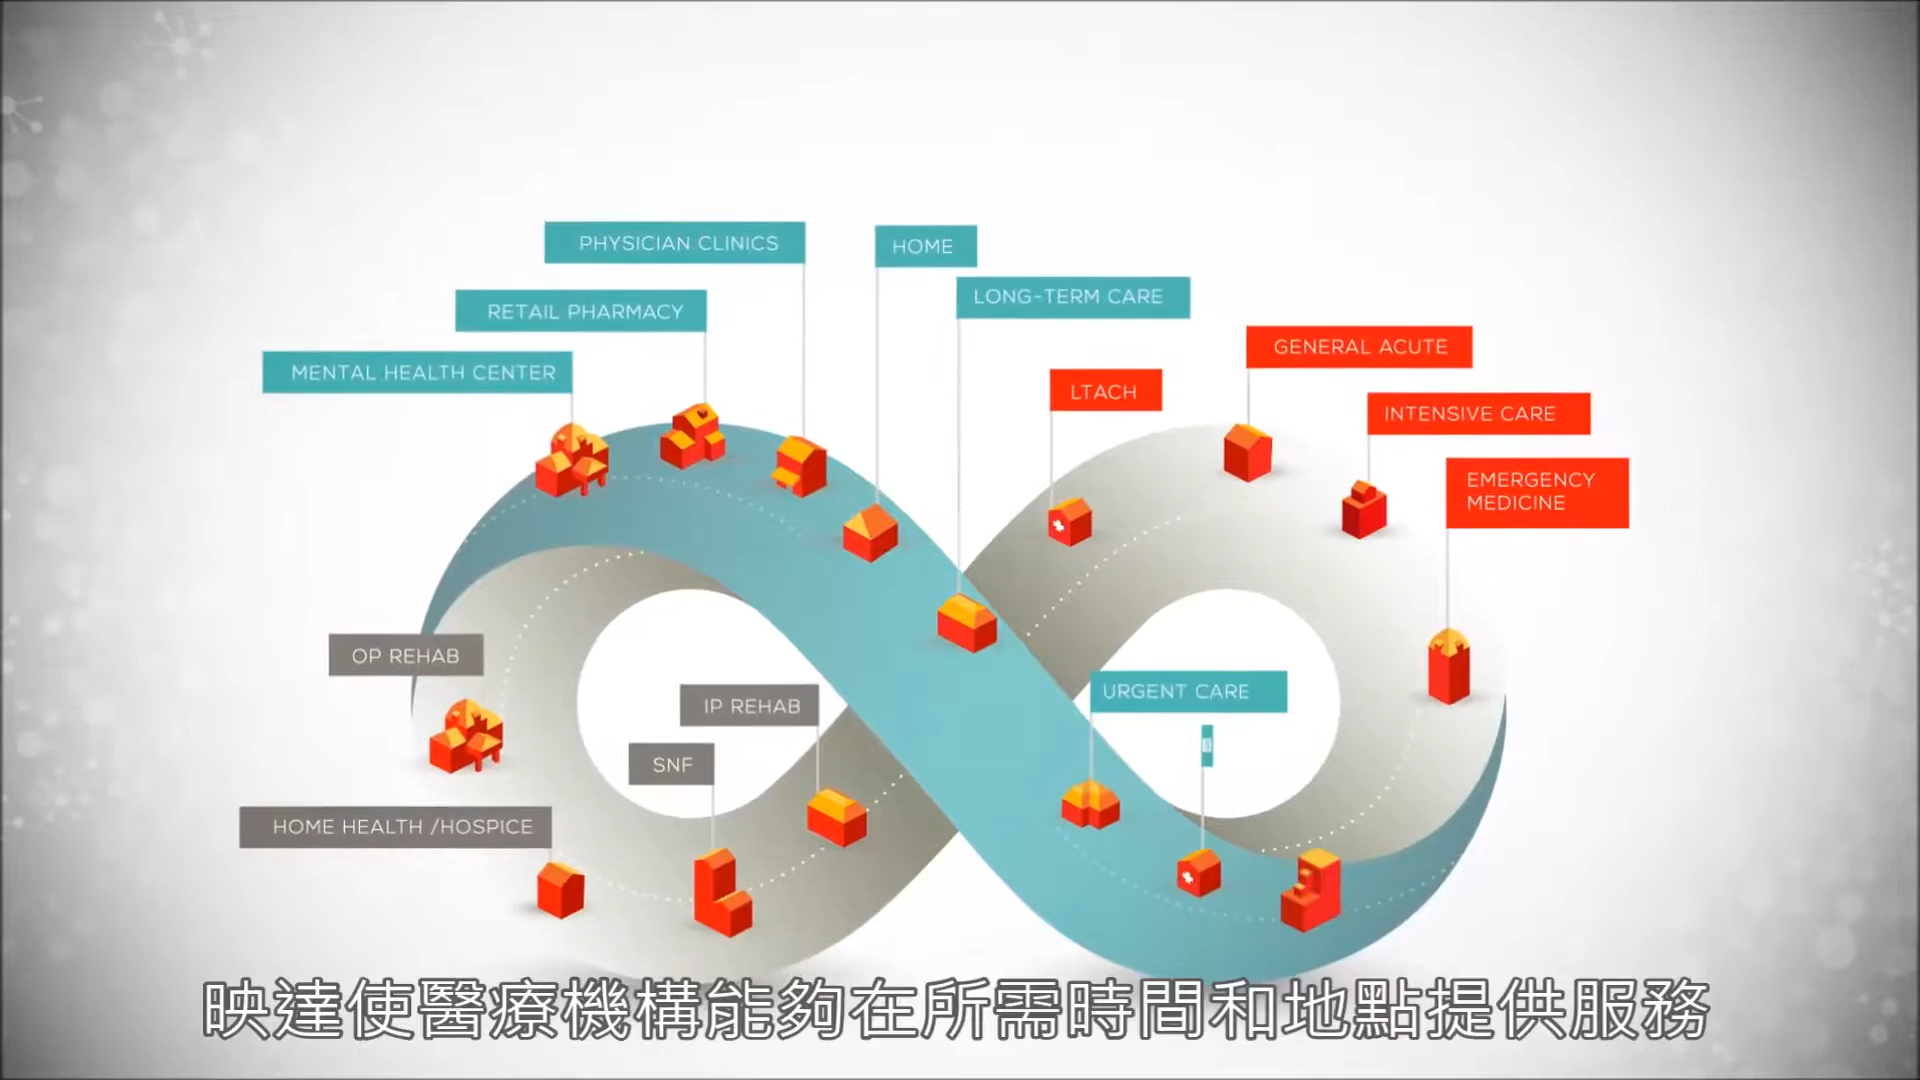 PHYSICIAN CLINICS
HOME
LONG-TERM CARE
RETAIL PHARMACY
GENERAL ACUTE
MENTAL HEALTH CENTER
LTACH
INTENSIVE CARE
EMERGENCY
MEDICINE
OP REHAB
IP REHAB
URGENT CARE
SNF
HOME HEALTH /HOSPICE
映達使醫療機構能夠在所需時間和地點提供服務